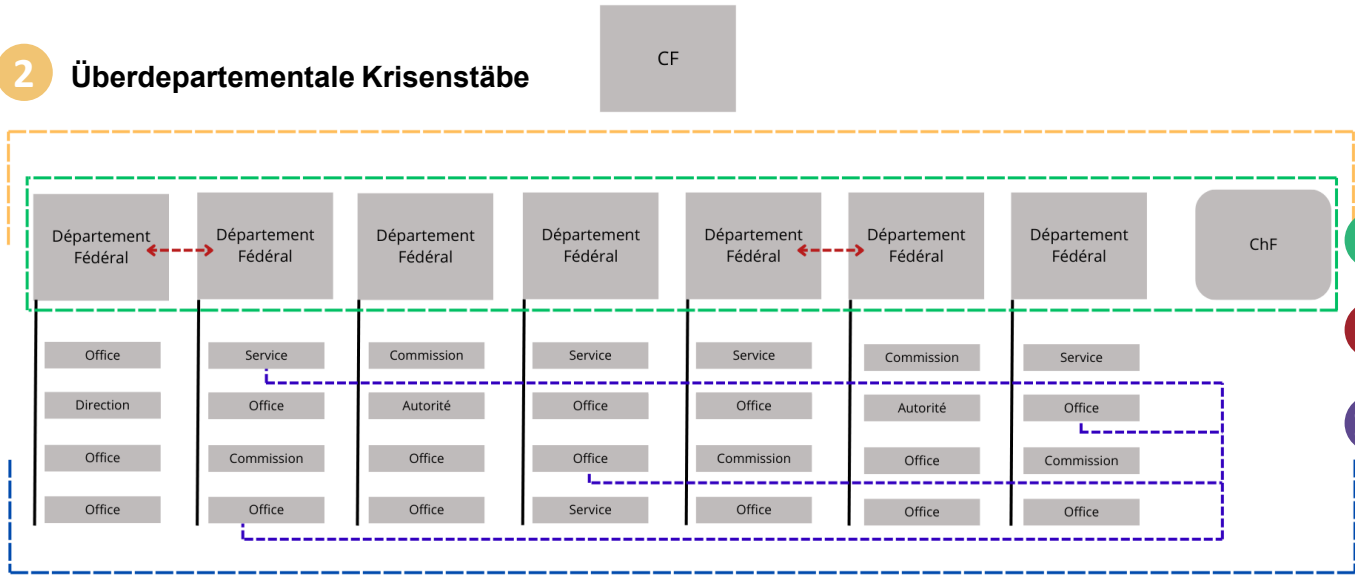 CF
2 Überdepartementale Krisenstäbe
Département
Fédéral
Département
Fédéral
Département
Fédéral
Département
Fédéral
Département
Fédéral
Département
Fédéral
Département
Fédéral
ChF
Office
Service
Commission
Service
Service
Commission
Service
Direction
Office
Autorité
Office
Office
Autorité
Office
Office
Commission
Office
Office
Commission
Office
Commission
Office
Office
Office
Service
Office
Office
Office